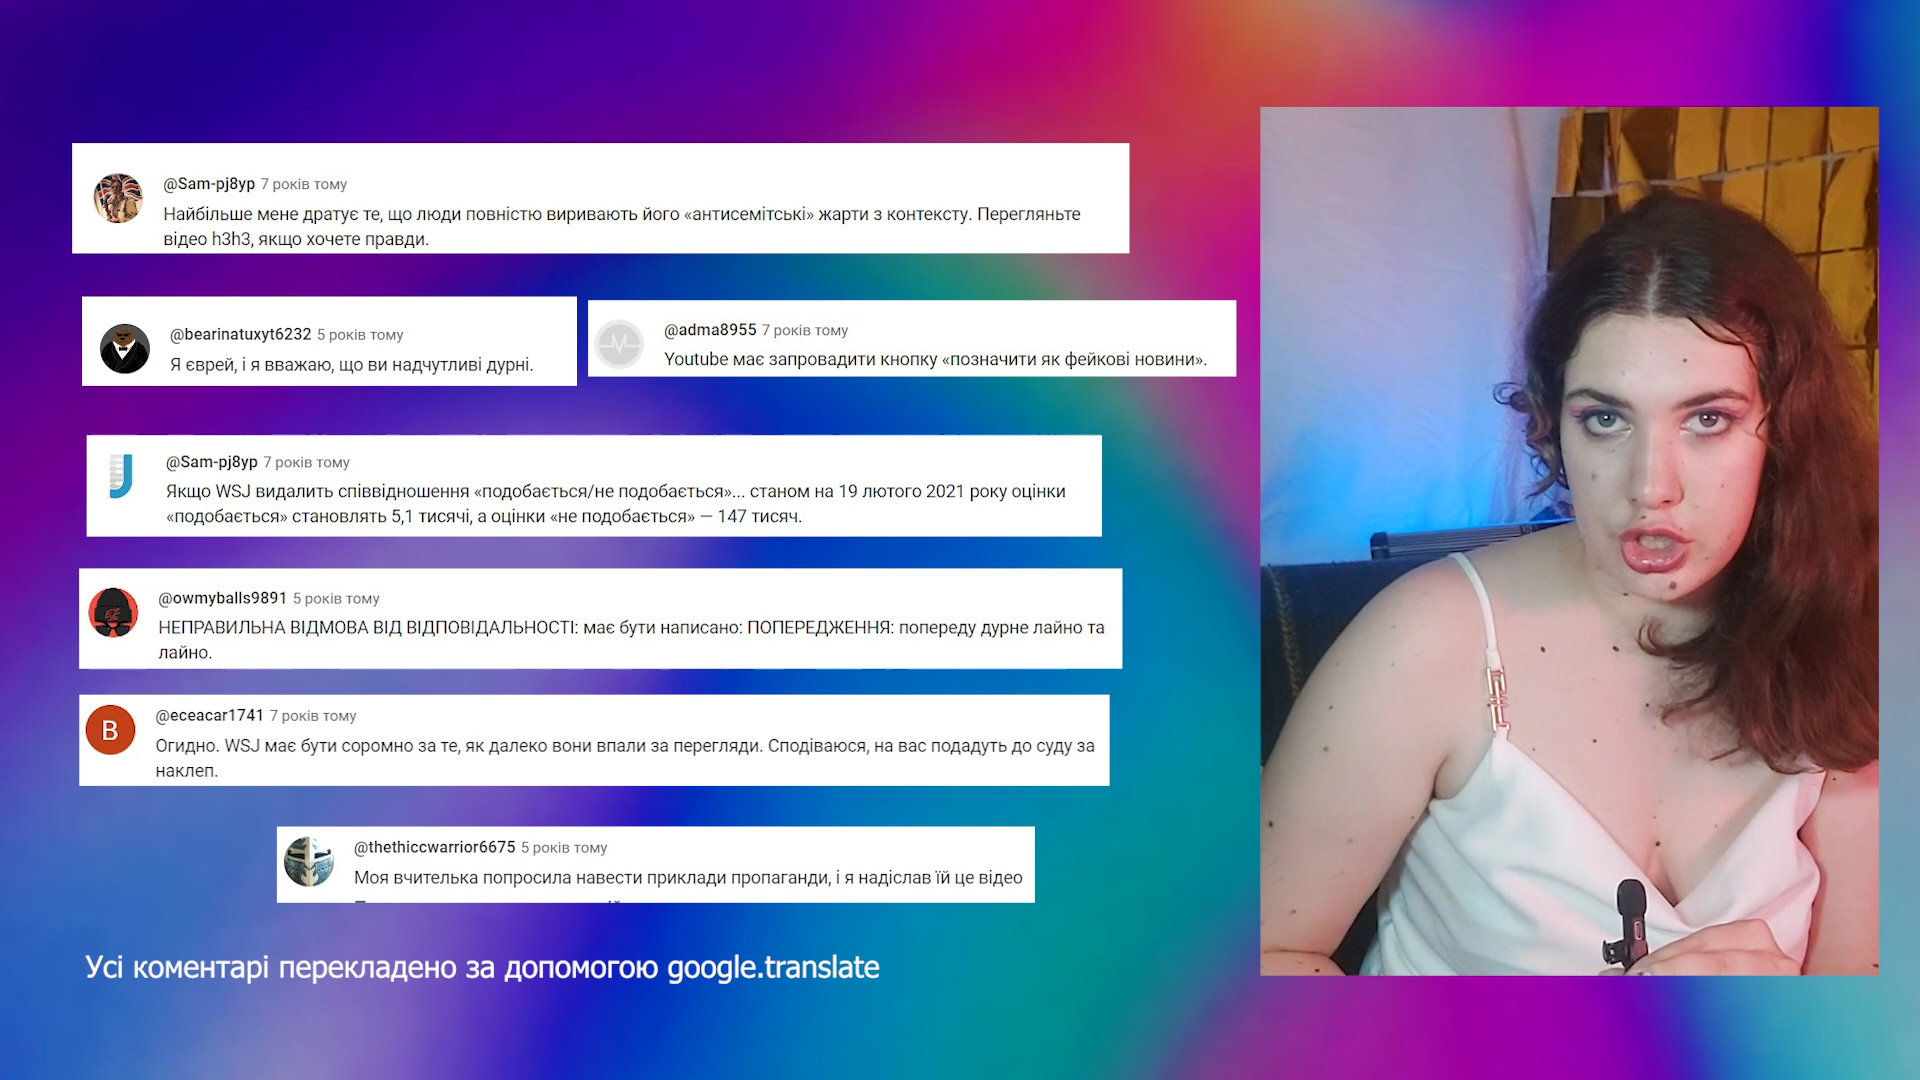 @Sam-pj8yp 7 років тому
Найбільше мене дратує те, що люди повністю виривають його «антисемітські» жарти з контексту. Перегляньте
відео h3h3, якщо хочете правди.
@bearinatuxyt6232 5 років тому
Я єврей, і я вважаю, що ви надчутливі дурні.
@adma8955 7 років тому
Youtube має запровадити кнопку «позначити як фейкові новини».
@Sam-pj8yp 7 років тому
Якщо WSJ видалить співвідношення «подобається/не подобається»... станом на 19 лютого 2021 року оцінки
«подобається» становлять 5,1 тисячі, а оцінки «не подобається» — 147 тисяч.
EZ
@owmyballs9891 5 років тому
НЕПРАВИЛЬНА ВІДМОВА ВІД ВІДПОВІДАЛЬНОСТІ: має бути написано: ПОПЕРЕДЖЕННЯ: попереду дурне лайно та
лайно.
B
@eceacar1741 7 років тому
Огидно. WSJ має бути соромно за те, як далеко вони впали за перегляди. Сподіваюся, на вас подадуть до суду за
наклеп.
@thethiccwarrior6675 5 років тому
Моя вчителька попросила навести приклади пропаганди, і я надіслав їй це відео
Усі коментарі перекладено за допомогою google.translate